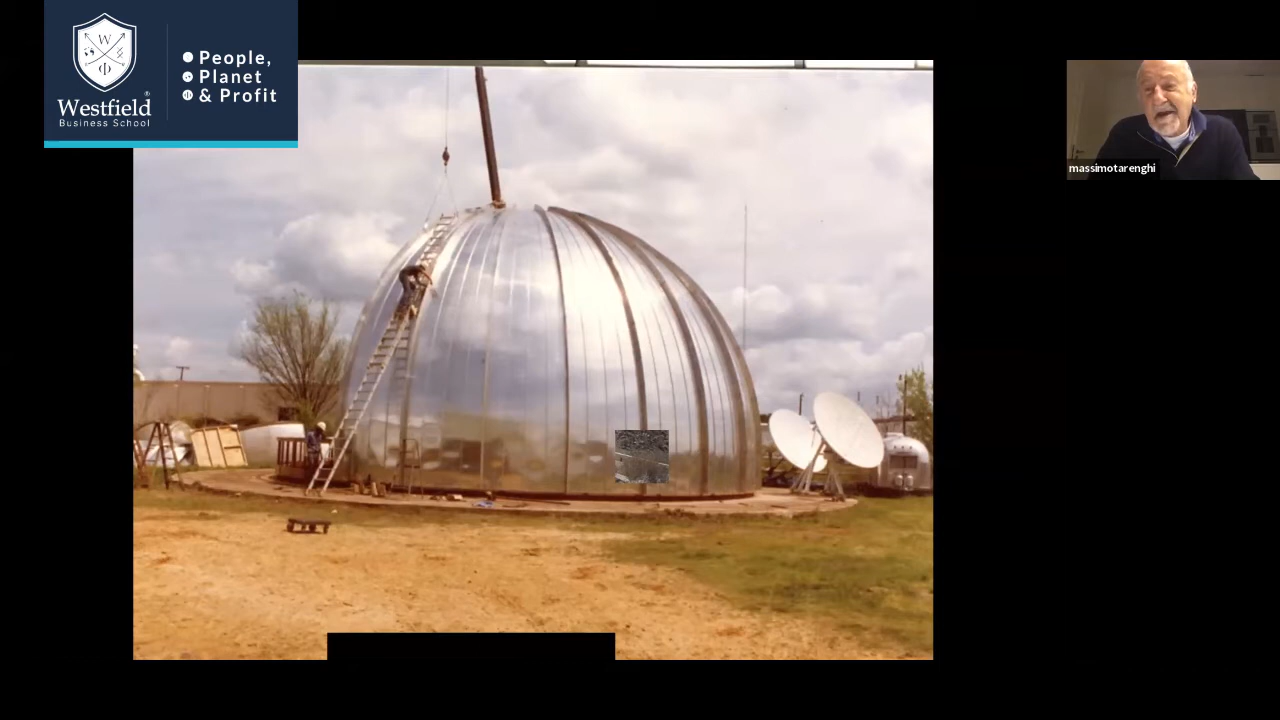 W
Φ
Westfield®
Business School
People,
Planet
& Profit
massimotarenghi